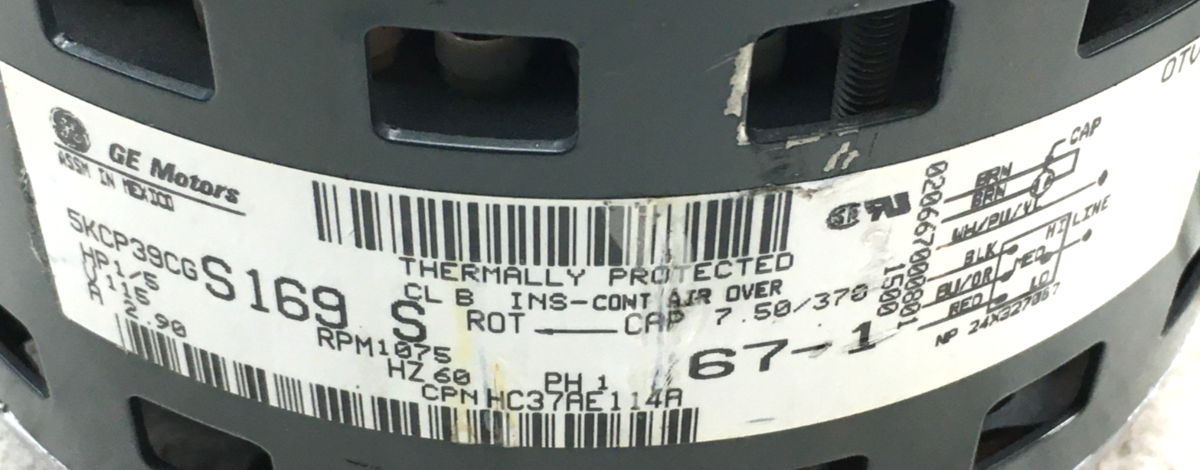 GE Motors
ASSM IN MEXICO
5KCP39CG S169 S
HP 1/5
V 115
A 2.90
THERMALLY PROTECTED
CL B INS-CONT AIR OVER
ROT CAP 7.50/370
RPM 1075
HZ 60
PH 1
67-1
CPN HC37AE114A
1500
CAP
BRN
BRN
WH/PU/Y
BLK HI LINE
BU/OR MED
RED LO
NP 24X327067